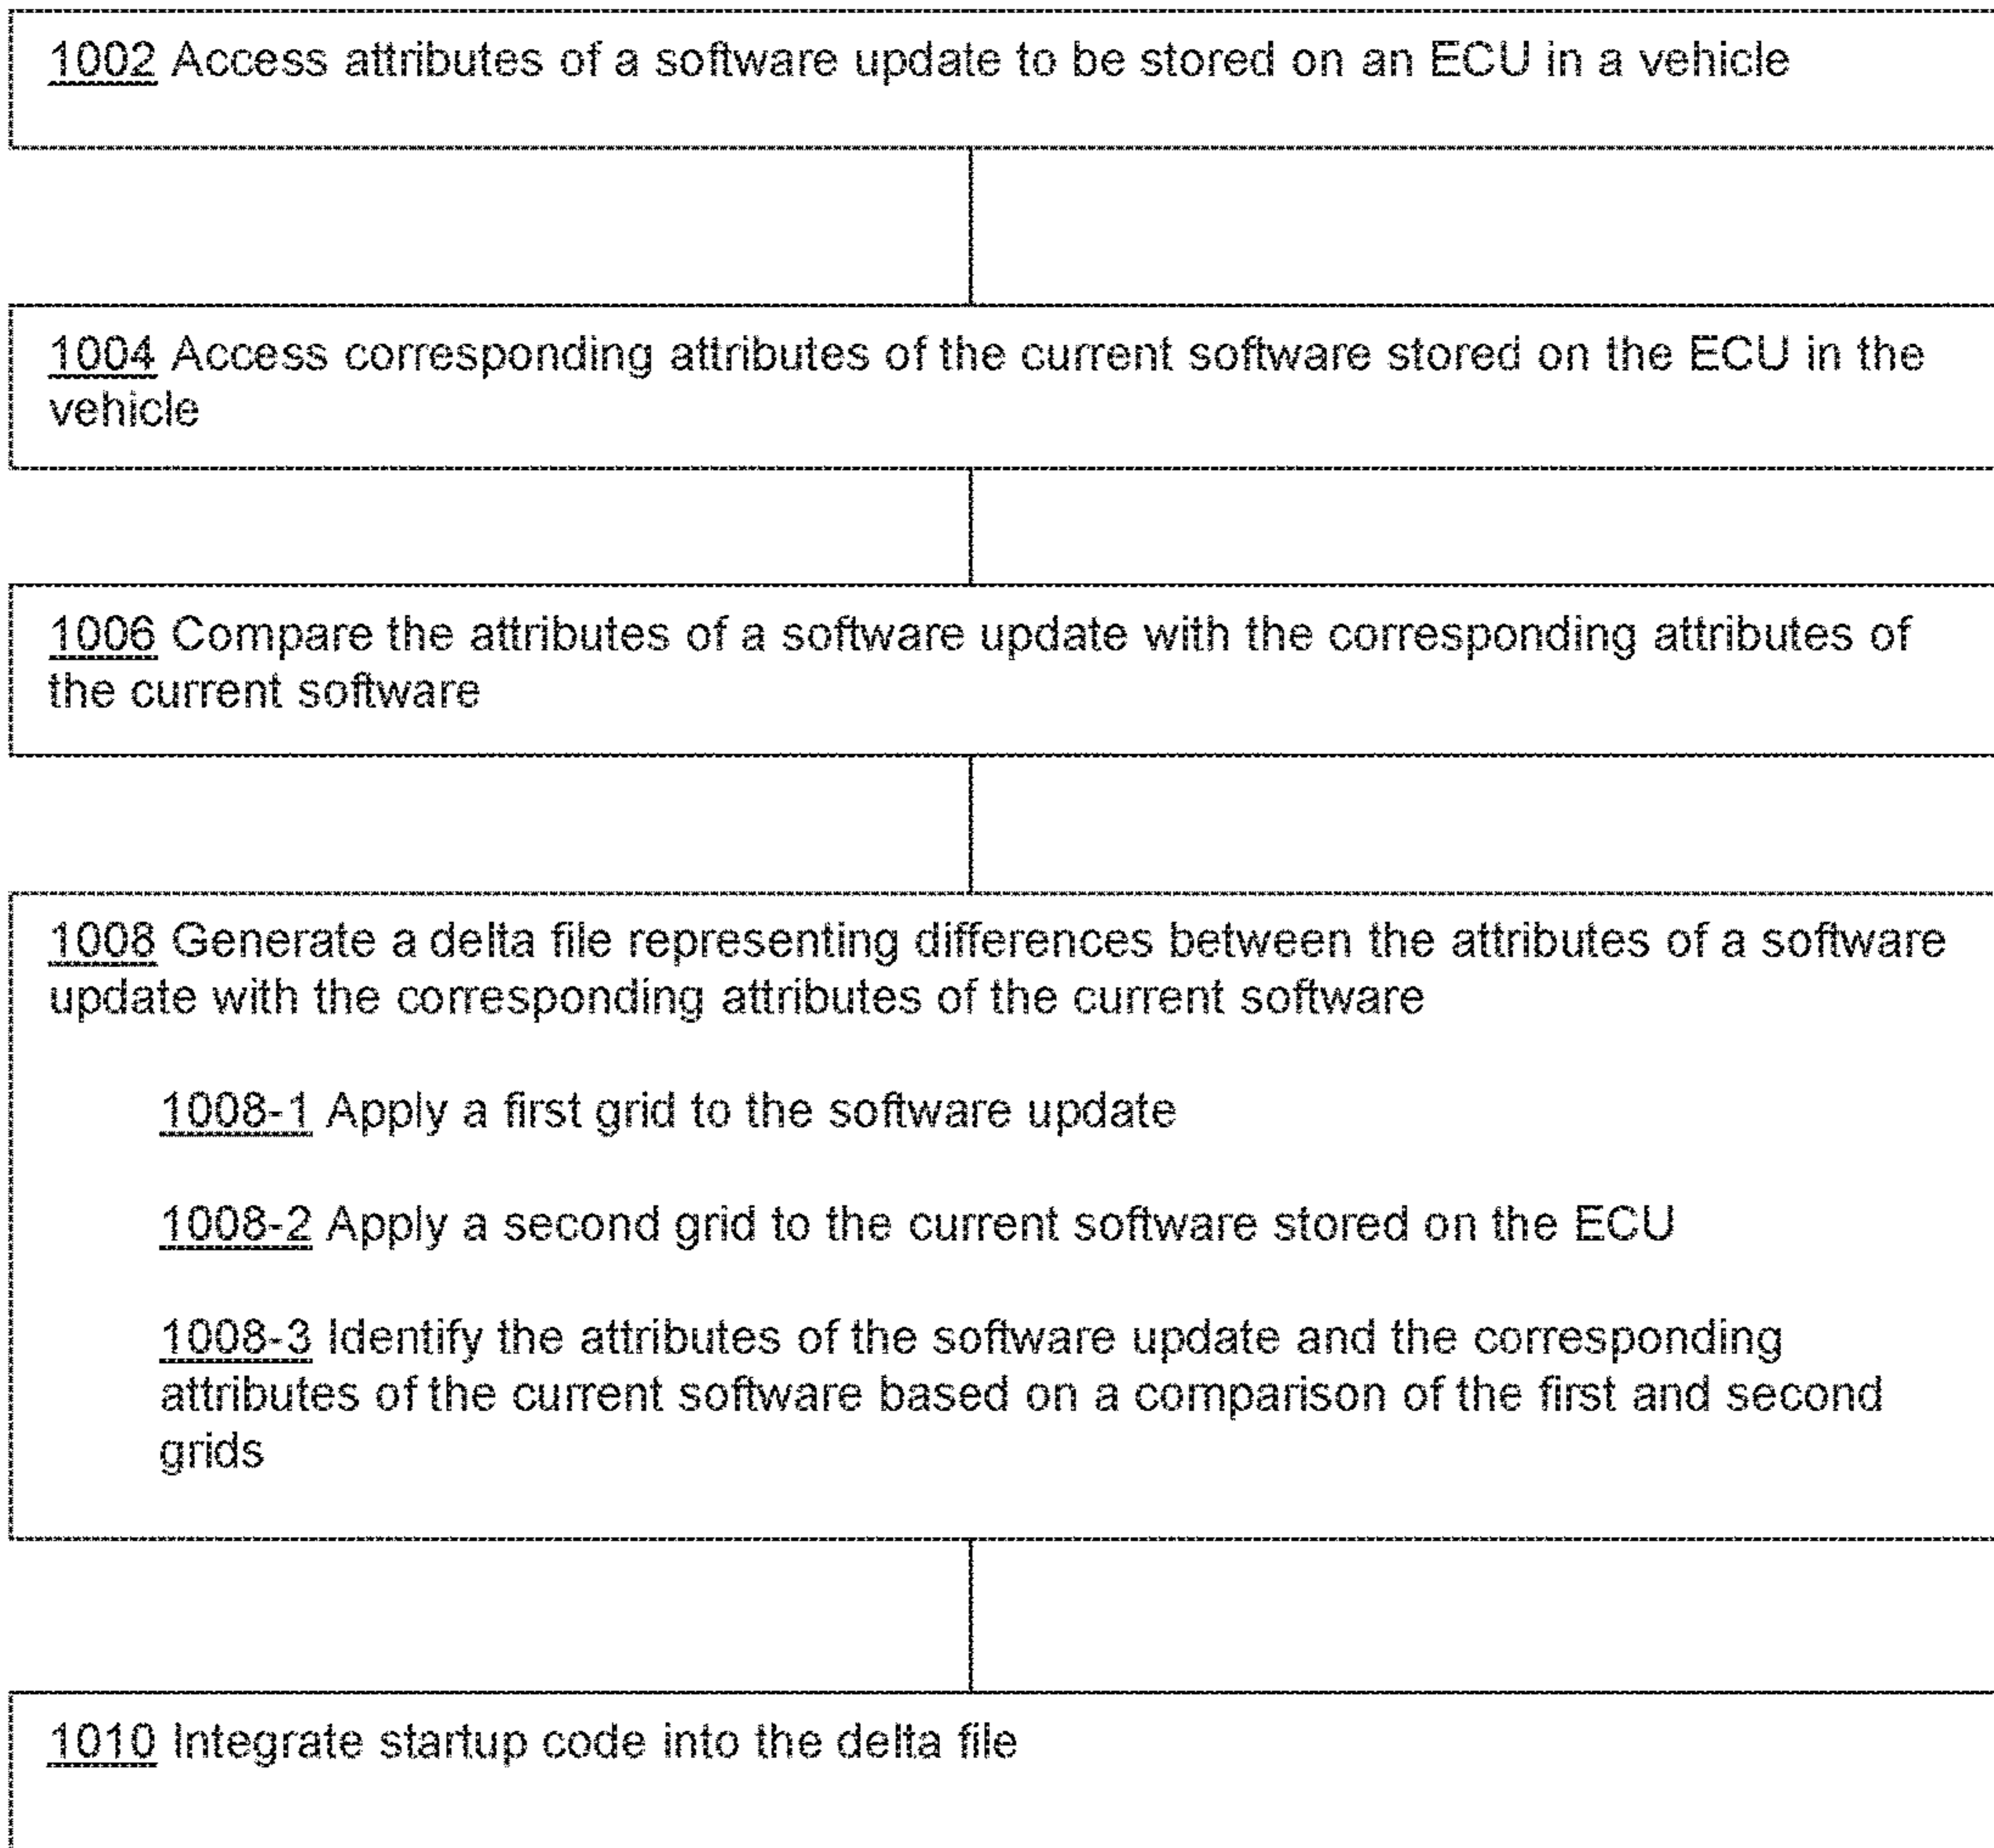 1002 Access attributes of a software update to be stored on an ECU in a vehicle
1004 Access corresponding attributes of the current software stored on the ECU in the
vehicle
1006 Compare the attributes of a software update with the corresponding attributes of
the current software
1008 Generate a delta file representing differences between the attributes of a software
update with the corresponding attributes of the current software
1008-1 Apply a first grid to the software update
1008-2 Apply a second grid to the current software stored on the ECU
1008-3 Identify the attributes of the software update and the corresponding
attributes of the current software based on a comparison of the first and second
grids
1010 Integrate startup code into the delta file